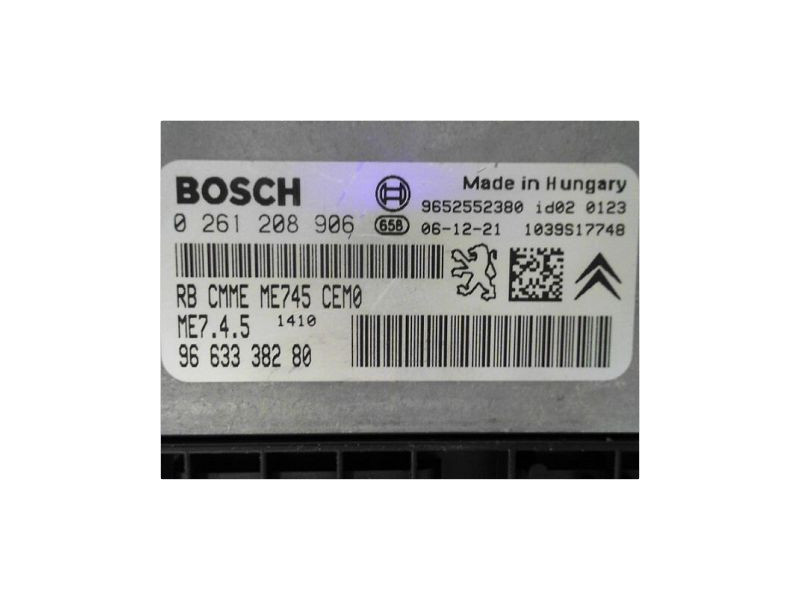 BOSCH
Made in Hungary
9652552380 id02 0123
0 261 208 906
658
06-12-21 1039S17748
RB CMME ME745 CEM0
ME7.4.5 1410
96 633 382 80